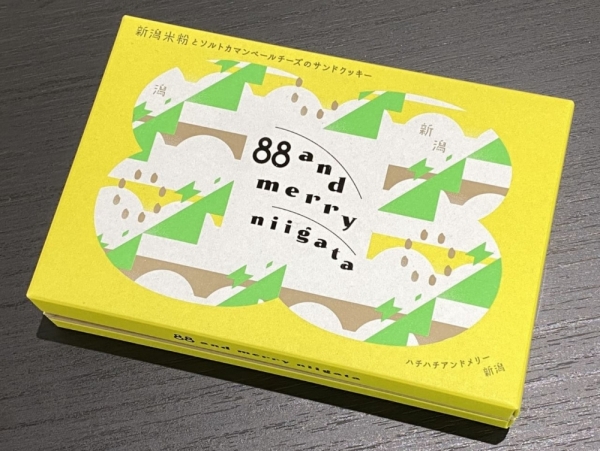 新潟米粉とソルトカマンベールチーズのサンドクッキー
潟
新潟
88 and
merry
niigata
ハチハチアンドメリー
新潟
88 and merry niigata